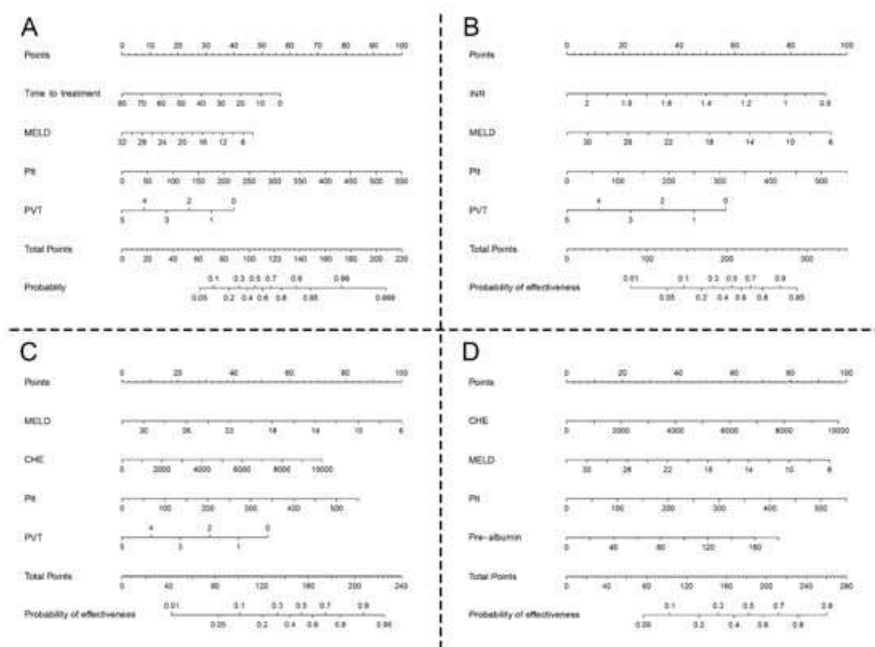 A
Points 0 10 20 30 40 50 60 70 80 90 100
Time to treatment
80 70 60 50 40 30 20 10 0
MELD
32 28 24 20 16 12 8
Plt
0 50 100 150 200 250 300 350 400 450 500 550
PVT
4 2 0
5 3 1
Total Points
0 20 40 60 80 100 120 140 160 180 200 220
Probability
0.1 0.3 0.5 0.7 0.9 0.99
0.05 0.2 0.4 0.6 0.8 0.95 0.999
B
Points 0 20 40 60 80 100
INR
2 1.8 1.6 1.4 1.2 1 0.8
MELD
30 26 22 18 14 10 6
Plt
0 100 200 300 400 500
PVT
4 2 0
5 3 1
Total Points
0 100 200 300
Probability of effectiveness
0.01 0.1 0.3 0.5 0.7 0.9
0.05 0.2 0.4 0.6 0.8 0.95
C
Points 0 20 40 60 80 100
MELD
30 26 22 18 14 10 6
CHE
0 2000 4000 6000 8000 10000
Plt
0 100 200 300 400 500
PVT
4 2 0
5 3 1
Total Points
0 40 80 120 160 200 240
Probability of effectiveness
0.01 0.1 0.3 0.5 0.7 0.9
0.05 0.2 0.4 0.6 0.8 0.95
D
Points 0 20 40 60 80 100
CHE
0 2000 4000 6000 8000 10000
MELD
30 26 22 18 14 10 6
Plt
0 100 200 300 400 500
Pre-albumin
0 40 80 120 160
Total Points
0 20 40 60 80 100 120 140 160 180 200 220 240 260 280
Probability of effectiveness
0.1 0.3 0.5 0.7 0.9
0.05 0.2 0.4 0.6 0.8